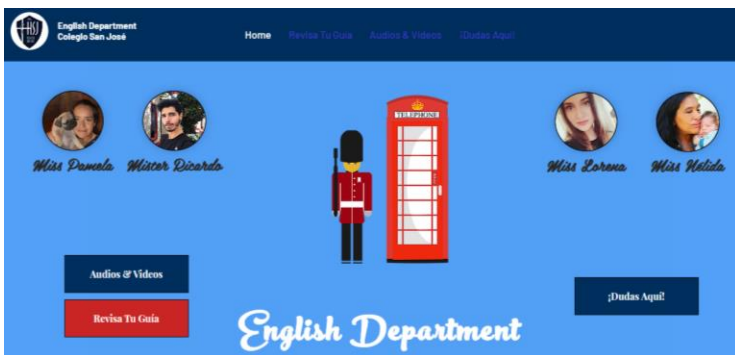 English Department
Colegio San José
Home Revisa Tu Guía Audios & Videos ¡Dudas Aquí!
TELEPHONE
Miss Pamela Mister Ricardo
Miss Lorena Miss Nélida
Audios & Videos
Revisa Tu Guía
¡Dudas Aquí!
English Department